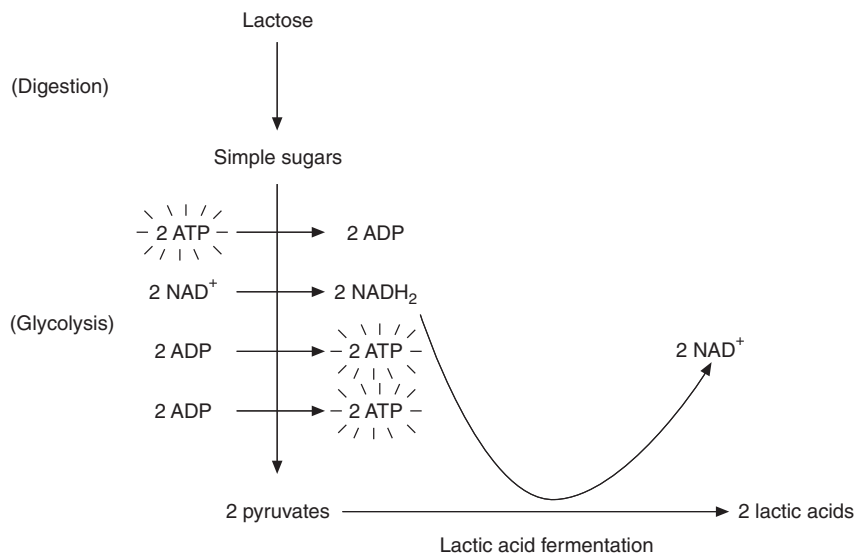 Lactose
(Digestion)
Simple sugars
2 ATP 2 ADP
2 NAD⁺ 2 NADH₂
(Glycolysis)
2 ADP 2 ATP 2 NAD⁺
2 ADP 2 ATP
2 pyruvates 2 lactic acids
Lactic acid fermentation